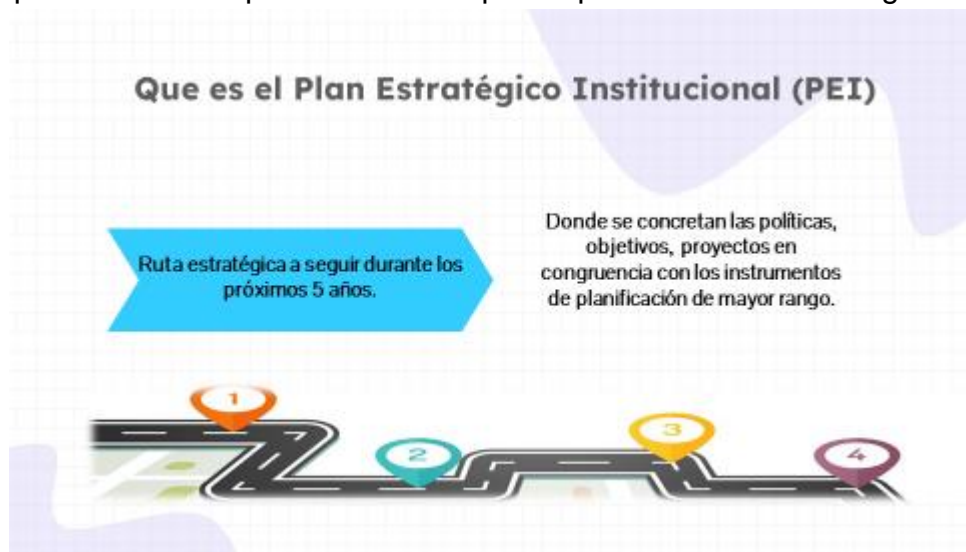 Que es el Plan Estratégico Institucional (PEI)
Ruta estratégica a seguir durante los
próximos 5 años.
Donde se concretan las políticas,
objetivos, proyectos en
congruencia con los instrumentos
de planificación de mayor rango.
1
2
3
4